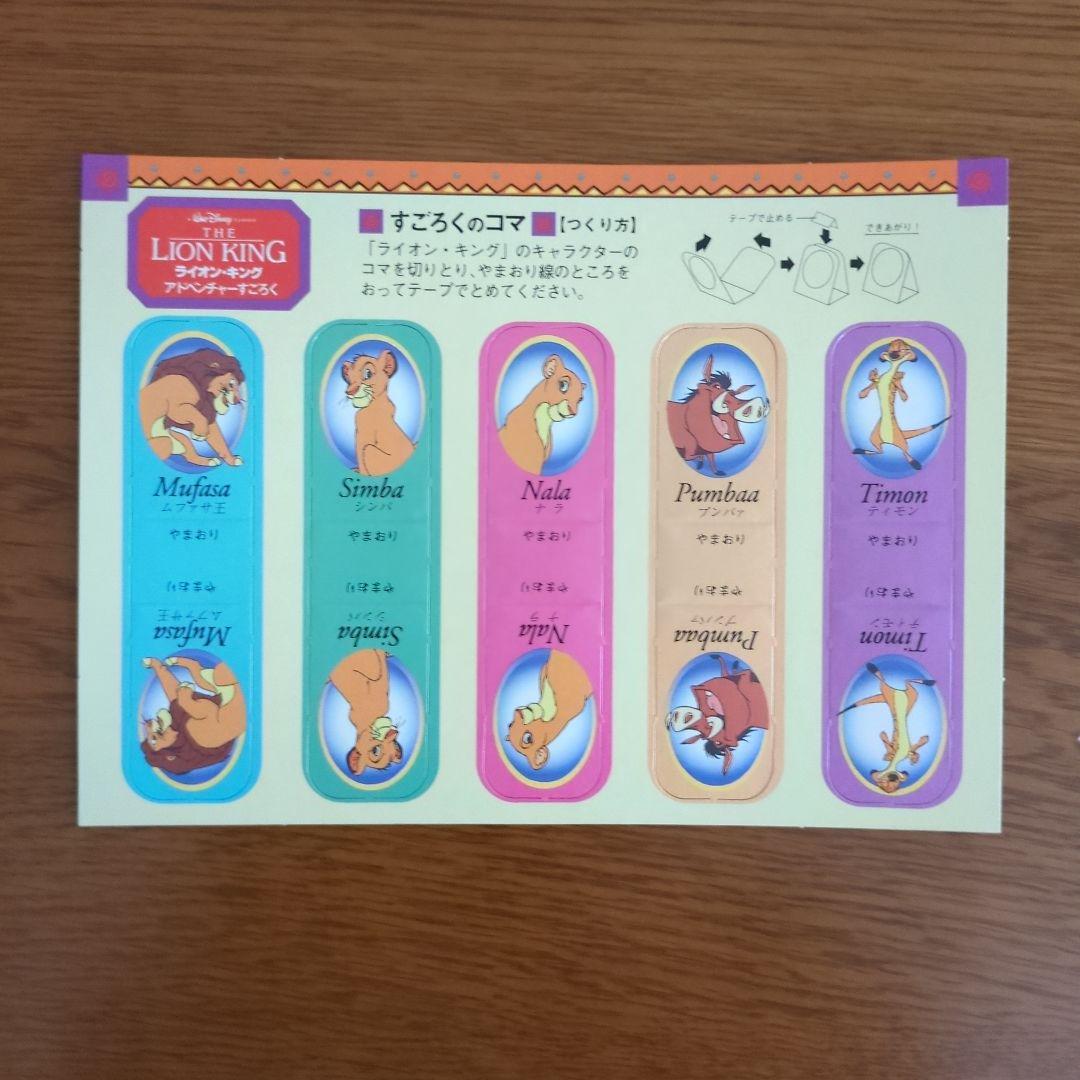 Walt Disney
THE
LION KING
ライオン・キング
アドベンチャーすごろく
すごろくのコマ【つくり方】
「ライオン・キング」のキャラクターの
コマを切りとり、やまおり線のところを
おってテープでとめてください。
テープで止める
できあがり!
Mufasa
ムファサ王
やまおり
やまおり
ムファサ王
Mufasa
Simba
シンバ
やまおり
やまおり
シンバ
Simba
Nala
ナラ
やまおり
やまおり
ナラ
Nala
Pumbaa
プンバァ
やまおり
やまおり
プンバァ
Pumbaa
Timon
ティモン
やまおり
やまおり
ティモン
Timon